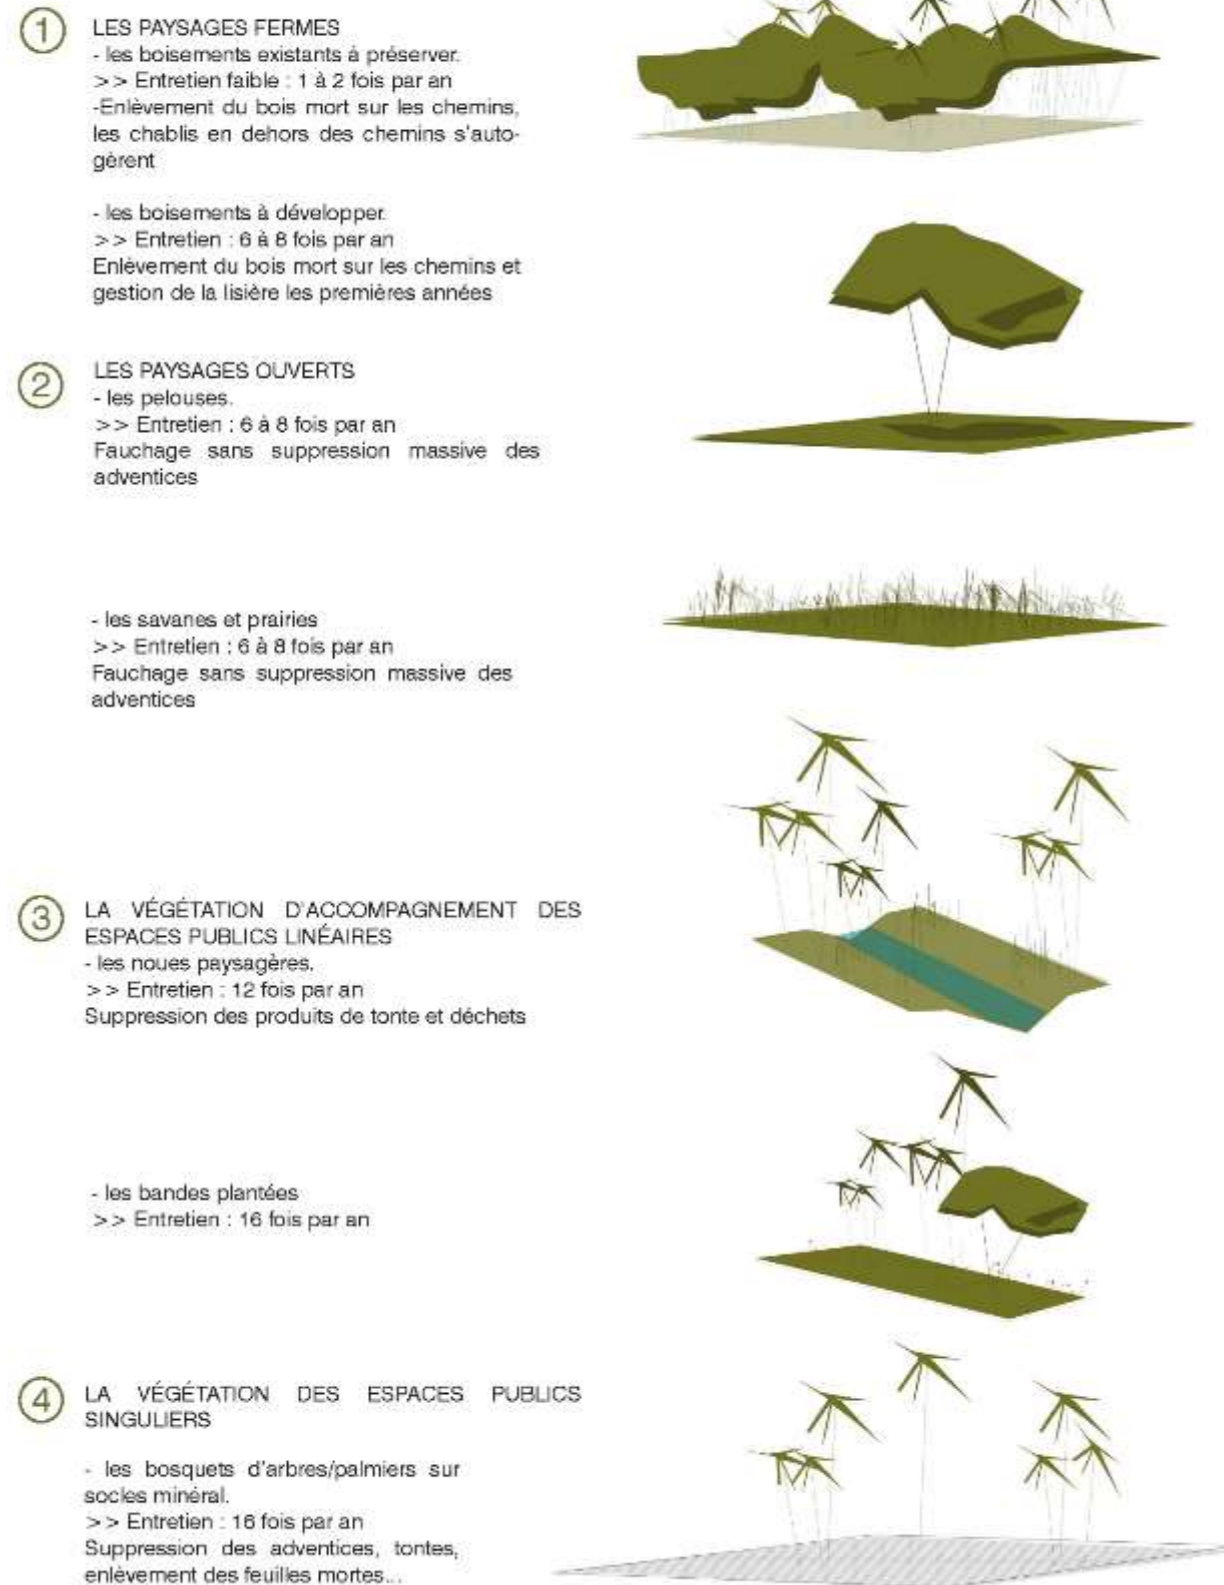 1
LES PAYSAGES FERMES
- les boisements existants à préserver.
>> Entretien faible : 1 à 2 fois par an
-Enlèvement du bois mort sur les chemins,
les chablis en dehors des chemins s'auto-
gèrent
- les boisements à développer.
>> Entretien : 6 à 8 fois par an
Enlèvement du bois mort sur les chemins et
gestion de la lisière les premières années
2
LES PAYSAGES OUVERTS
- les pelouses.
>> Entretien : 6 à 8 fois par an
Fauchage sans suppression massive des
adventices
- les savanes et prairies
>> Entretien : 6 à 8 fois par an
Fauchage sans suppression massive des
adventices
3
LA VÉGÉTATION D'ACCOMPAGNEMENT DES
ESPACES PUBLICS LINÉAIRES
- les noues paysagères.
>> Entretien : 12 fois par an
Suppression des produits de tonte et déchets
- les bandes plantées
>> Entretien : 16 fois par an
4
LA VÉGÉTATION DES ESPACES PUBLICS
SINGULIERS
- les bosquets d'arbres/palmiers sur
socles minéral.
>> Entretien : 16 fois par an
Suppression des adventices, tontes,
enlèvement des feuilles mortes...